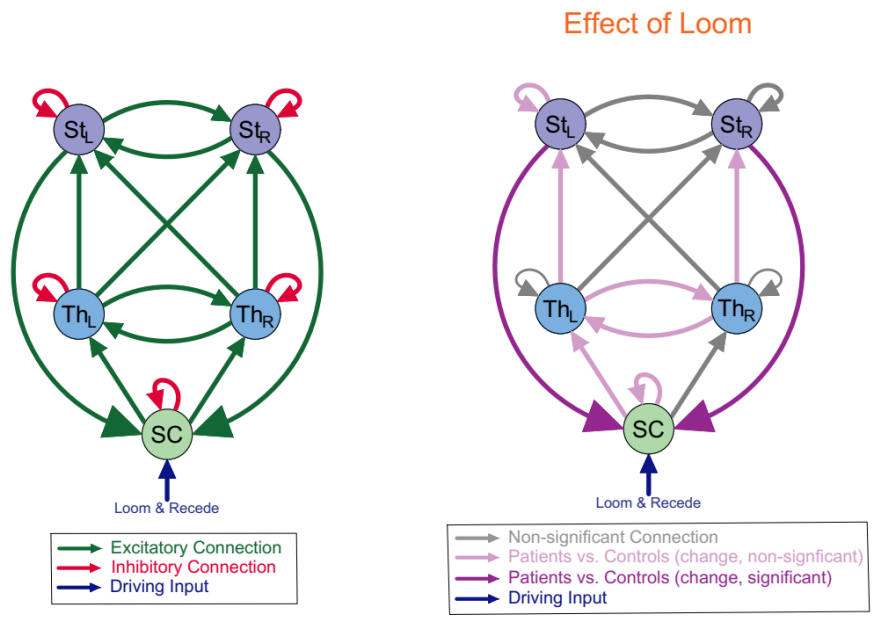 Effect of Loom
StL
StR
ThL
ThR
SC
Loom & Recede
Excitatory Connection
Inhibitory Connection
Driving Input
StL
StR
ThL
ThR
SC
Loom & Recede
Non-significant Connection
Patients vs. Controls (change, non-signficant)
Patients vs. Controls (change, significant)
Driving Input